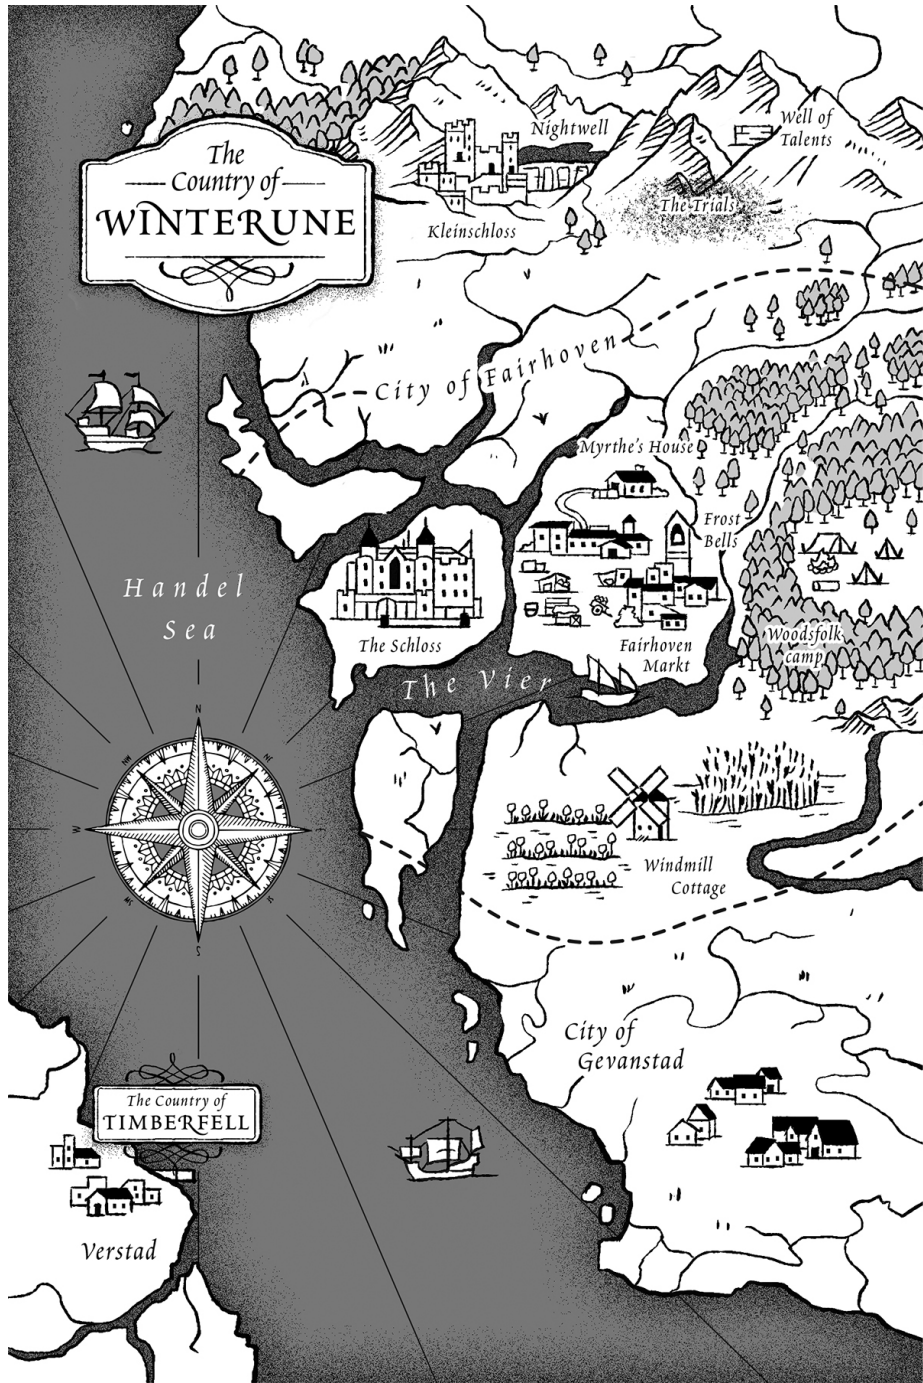 Nightwell
Well of
Talents
The
Country of
WINTERUNE
The Trials
Kleinschloss
City of Fairhoven
Myrthe's House
Frost
Bells
Handel
Sea
The Schloss
Fairhoven
Markt
Woodsfolk
camp
The Vier
N
NW
NE
W
S
Windmill
Cottage
City of
Gevanstad
The Country of
TIMBERFELL
Verstad